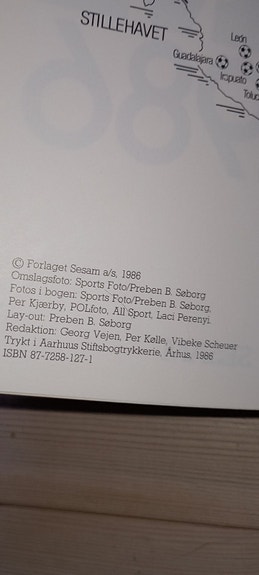 STILLEHAVET
León
Guadalajara
Irapuato
Toluc
© Forlaget Sesam a/s, 1986
Omslagsfoto: Sports Foto/Preben B. Søborg
Fotos i bogen: Sports Foto/Preben B. Søborg,
Per Kjærby, POLfoto, All Sport, Laci Perenyi.
Lay-out: Preben B. Søborg
Redaktion: Georg Vejen, Per Kølle, Vibeke Scheuer
Trykt i Aarhuus Stiftsbogtrykkerie, Århus, 1986
ISBN 87-7258-127-1